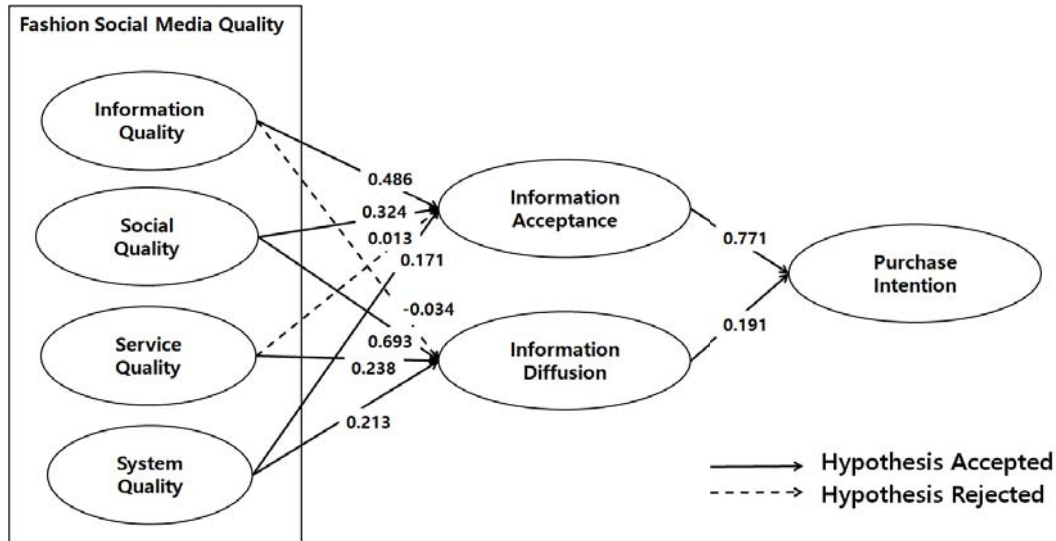 Fashion Social Media Quality
Information
Quality
Social
Quality
Service
Quality
System
Quality
0.486
0.324
0.013
0.171
-0.034
0.693
0.238
0.213
Information
Acceptance
Information
Diffusion
0.771
0.191
Purchase
Intention
Hypothesis Accepted
Hypothesis Rejected